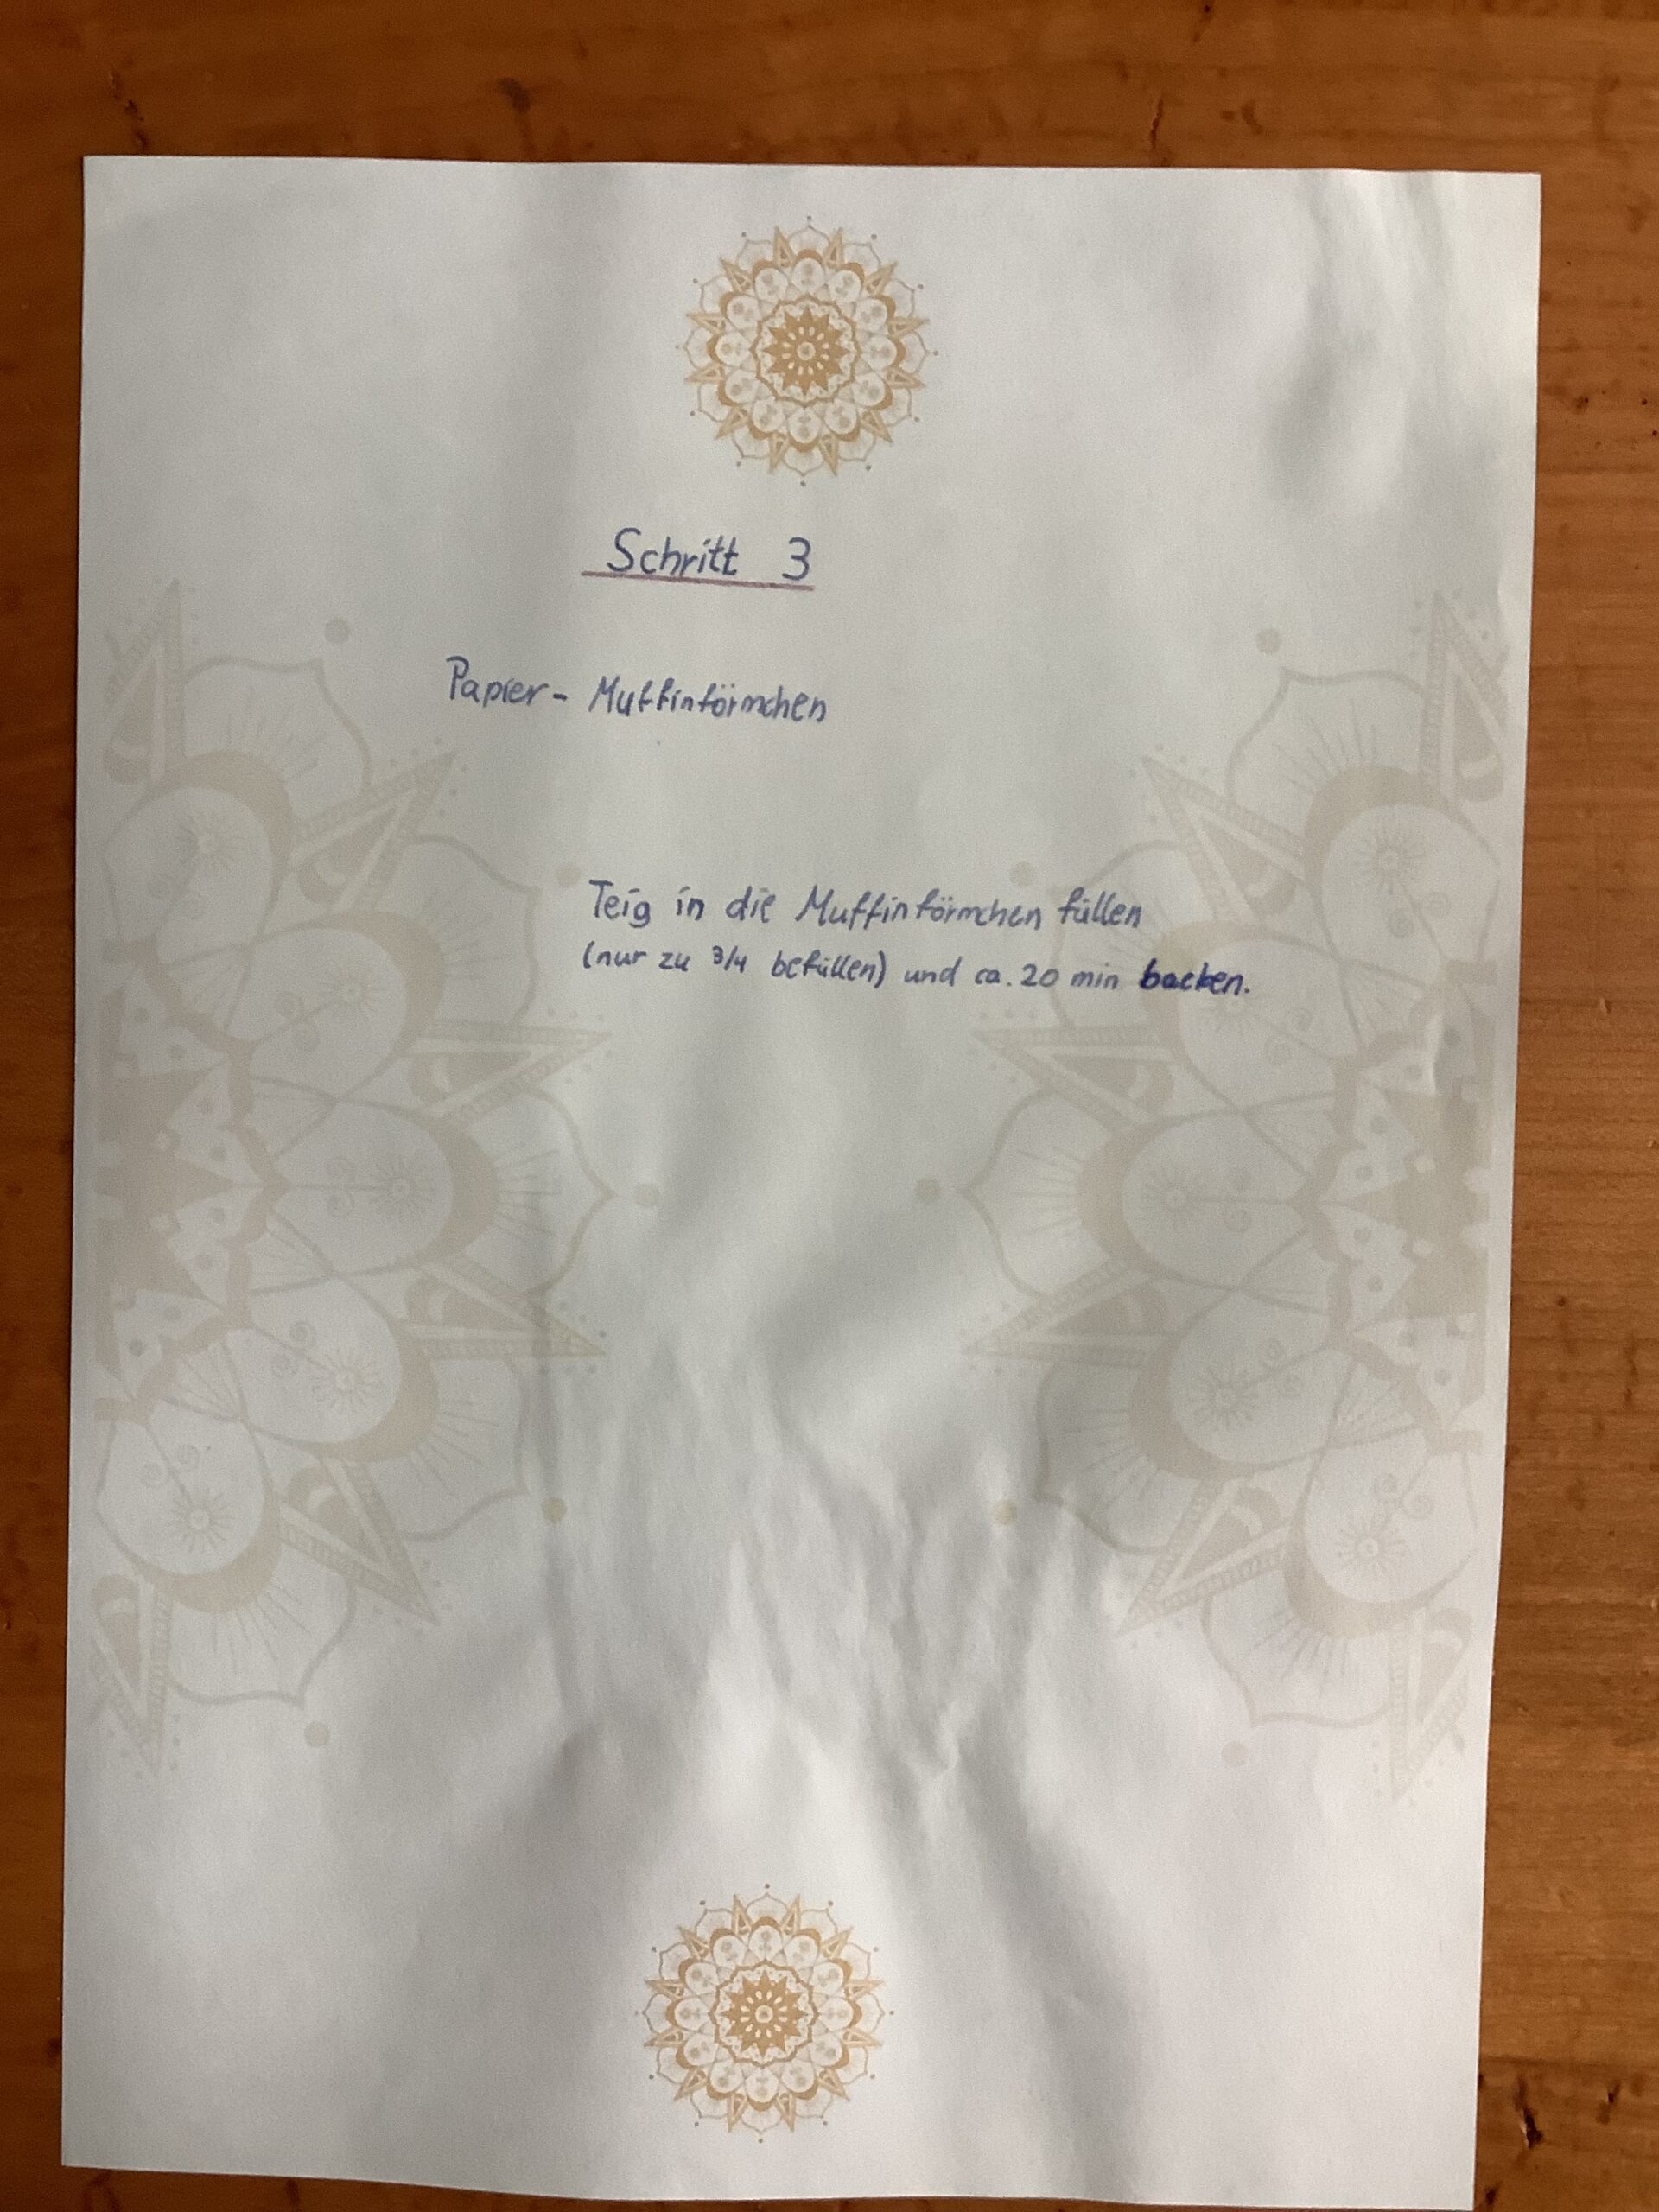 Schritt 3
Papier- Muffinförmchen
Teig in die Muffinförmchen füllen
(nur zu 3/4 befüllen) und ca. 20 min backen.